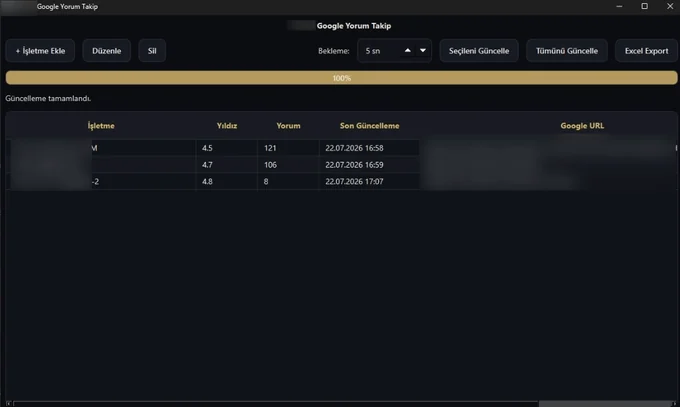 Google Yorum Takip
Google Yorum Takip
+ İşletme Ekle Düzenle Sil Bekleme: 5 sn Seçileni Güncelle Tümünü Güncelle Excel Export
100%
Güncelleme tamamlandı.
İşletme Yıldız Yorum Son Güncelleme Google URL
M 4.5 121 22.07.2026 16:58
4.7 106 22.07.2026 16:59
-2 4.8 8 22.07.2026 17:07